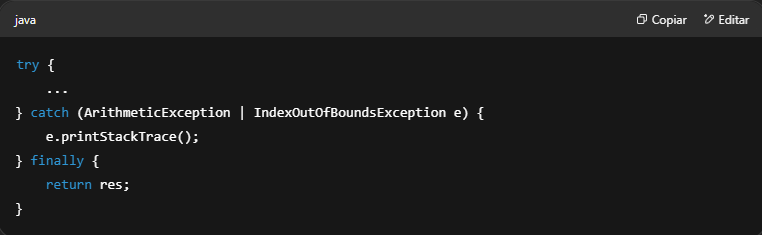 java Copiar Editar
try {
    ...
} catch (ArithmeticException | IndexOutOfBoundsException e) {
    e.printStackTrace();
} finally {
    return res;
}